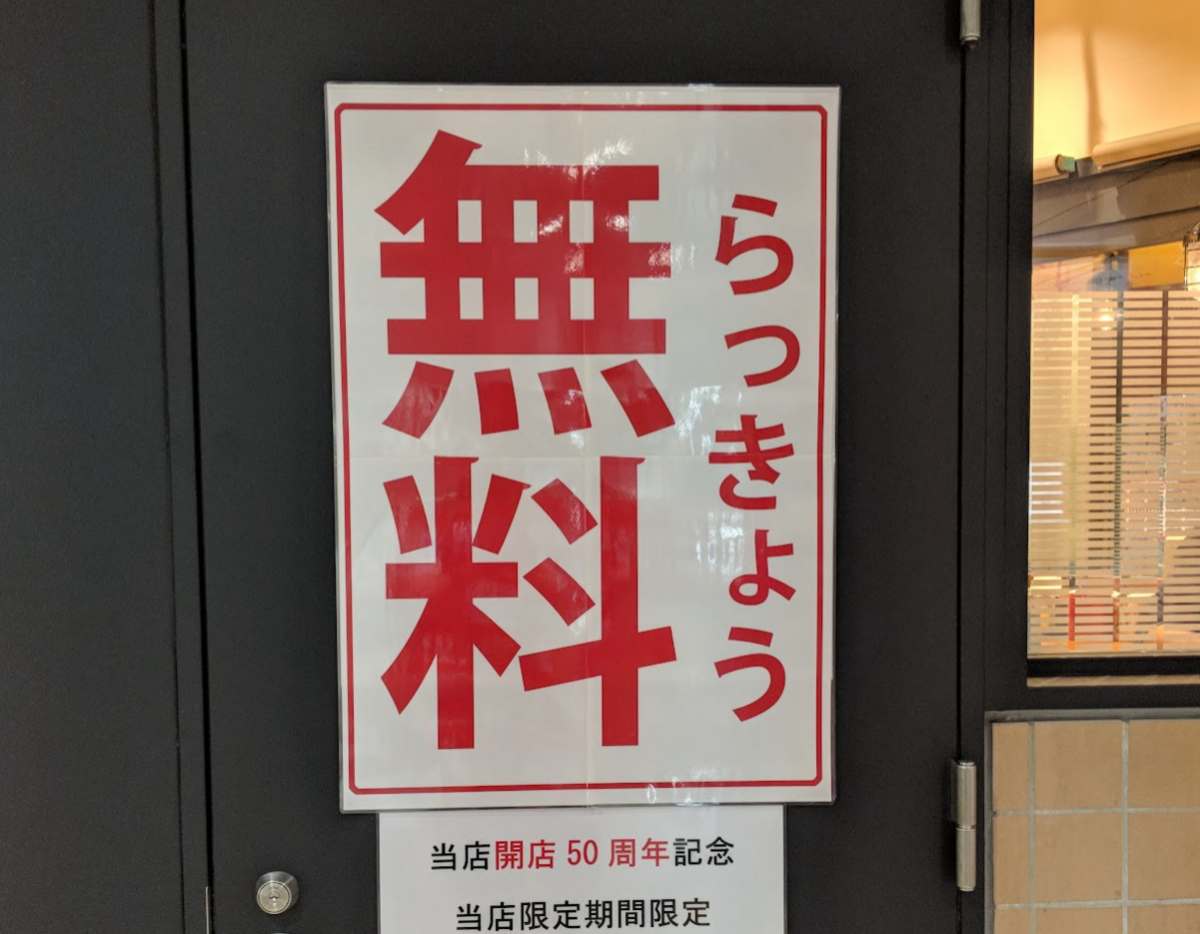 らっきょう
無料
当店開店50周年記念
当店限定期間限定